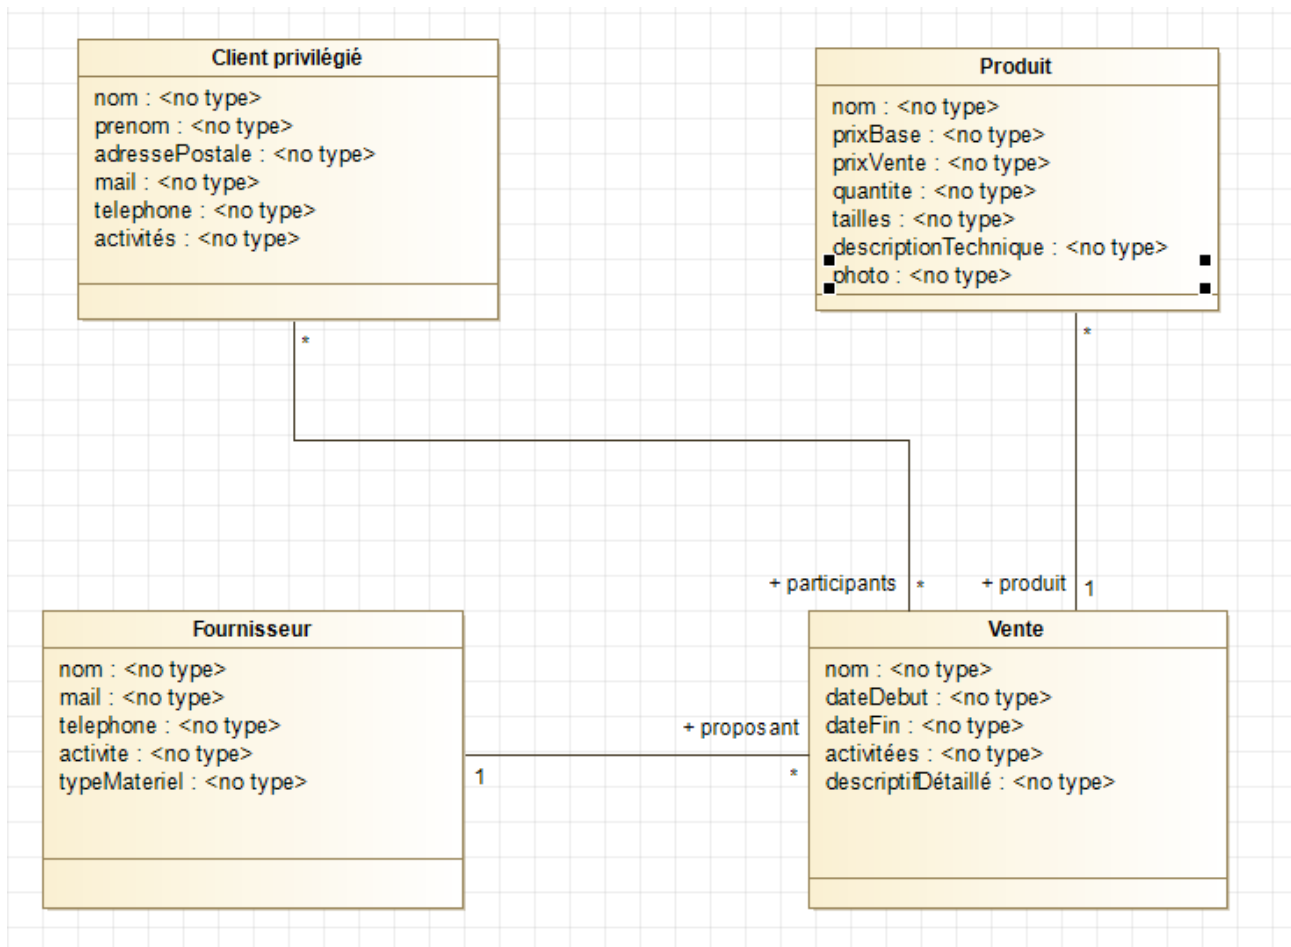 Client privilégié
nom : <no type>
prenom : <no type>
adressePostale : <no type>
mail : <no type>
telephone : <no type>
activités : <no type>
*
Produit
nom : <no type>
prixBase : <no type>
prixVente : <no type>
quantite : <no type>
tailles : <no type>
descriptionTechnique : <no type>
photo : <no type>
*
+ participants
*
+ produit
1
Fournisseur
nom : <no type>
mail : <no type>
telephone : <no type>
activite : <no type>
typeMateriel : <no type>
1
+ proposant
*
Vente
nom : <no type>
dateDebut : <no type>
dateFin : <no type>
activitées : <no type>
descriptifDétaillé : <no type>